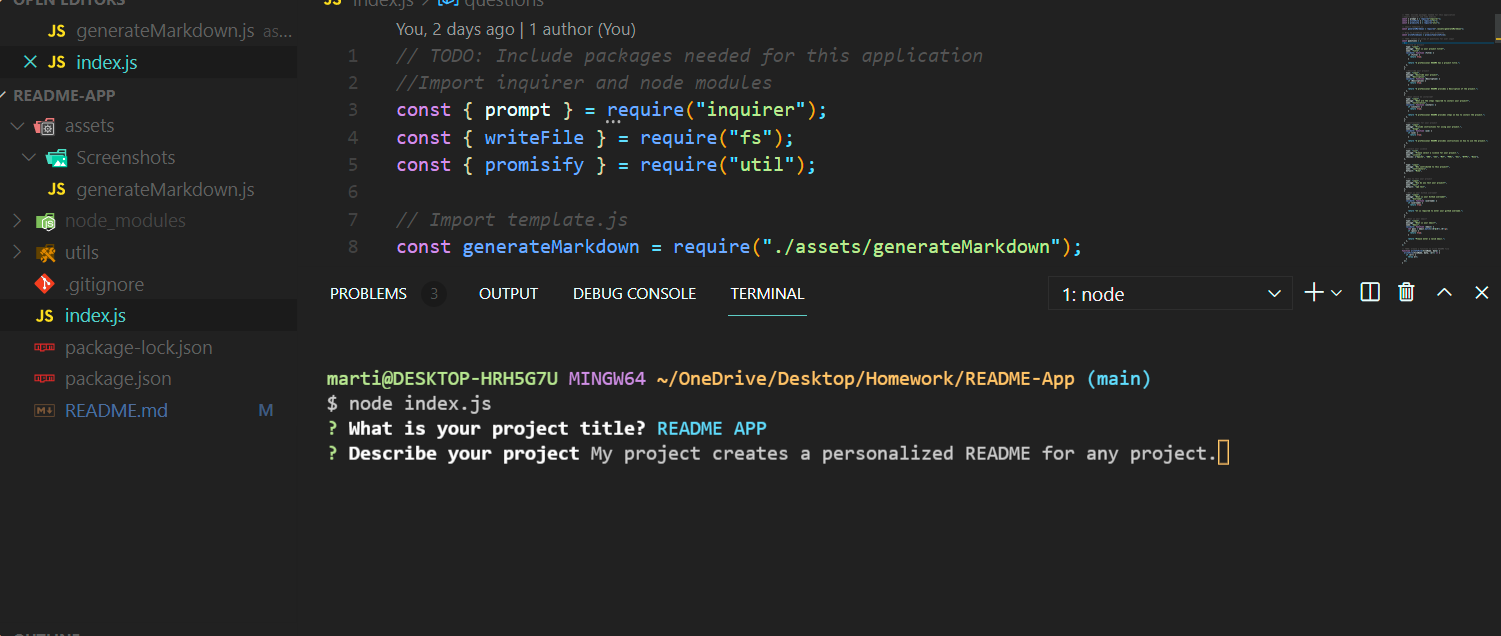 OPEN EDITORS
JS generateMarkdown.js as...
JS index.js
README-APP
assets
Screenshots
JS generateMarkdown.js
node_modules
utils
.gitignore
JS index.js
package-lock.json
package.json
README.md M
JS index.js > questions
You, 2 days ago | 1 author (You)
1 // TODO: Include packages needed for this application
2 //Import inquirer and node modules
3 const { prompt } = require("inquirer");
4 const { writeFile } = require("fs");
5 const { promisify } = require("util");
6
7 // Import template.js
8 const generateMarkdown = require("./assets/generateMarkdown");
PROBLEMS 3 OUTPUT DEBUG CONSOLE TERMINAL 1: node
marti@DESKTOP-HRH5G7U MINGW64 ~/OneDrive/Desktop/Homework/README-App (main)
$ node index.js
? What is your project title? README APP
? Describe your project My project creates a personalized README for any project.
OUTLINE